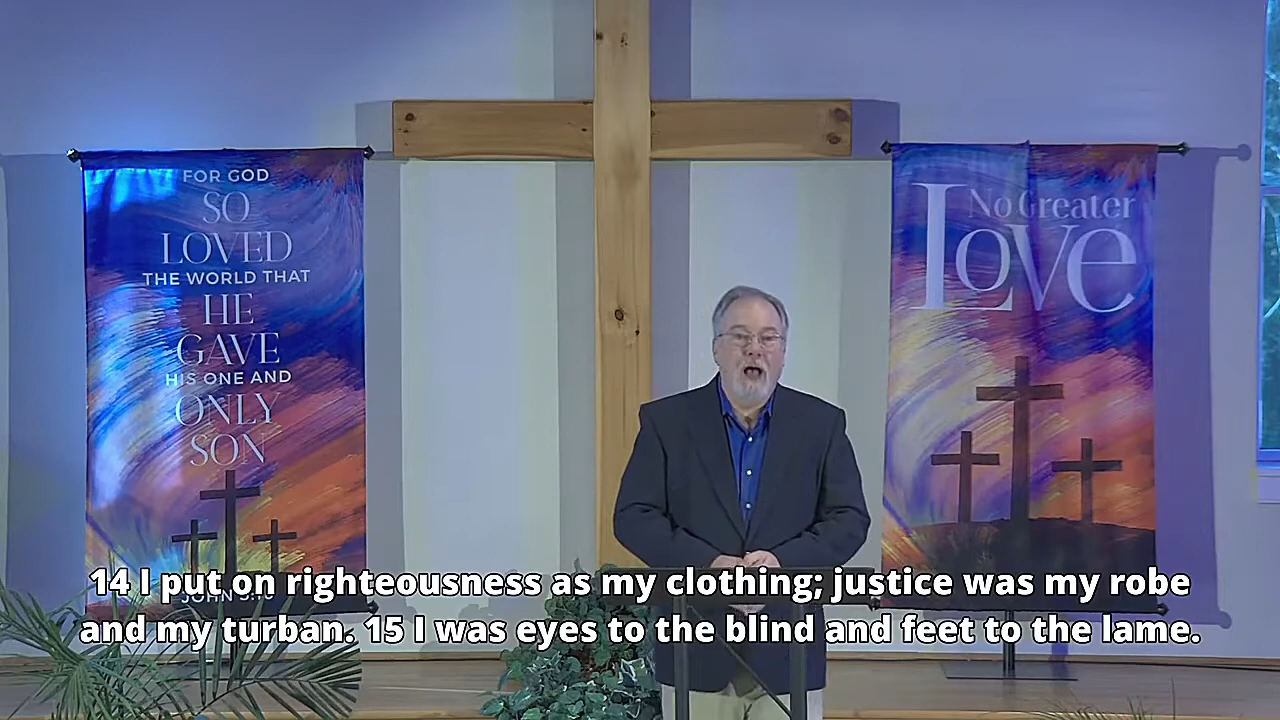 FOR GOD
SO
LOVED
THE WORLD THAT
HE
GAVE
HIS ONE AND
ONLY
SON
No Greater
Love
14 I put on righteousness as my clothing; justice was my robe
and my turban. 15 I was eyes to the blind and feet to the lame.